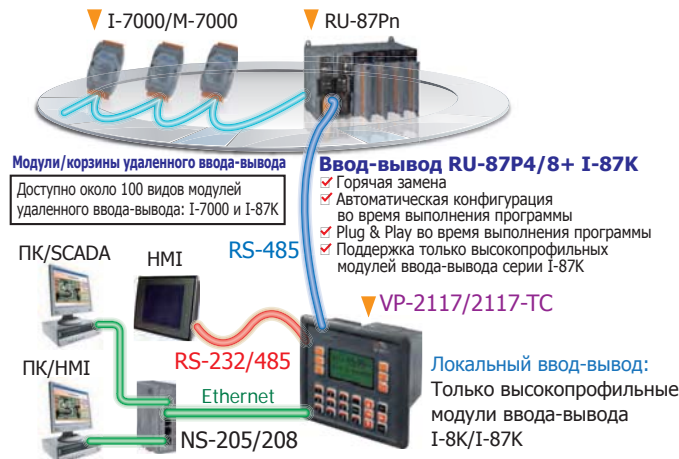 I-7000/M-7000
RU-87Pn
Модули/корзины удаленного ввода-вывода
Доступно около 100 видов модулей
удаленного ввода-вывода: I-7000 и I-87K
Ввод-вывод RU-87P4/8+ I-87K
Горячая замена
Автоматическая конфигурация
во время выполнения программы
Plug & Play во время выполнения программы
Поддержка только высокопрофильных
модулей ввода-вывода серии I-87K
ПК/SCADA
HMI
RS-485
VP-2117/2117-TC
RS-232/485
ПК/HMI
Ethernet
NS-205/208
Локальный ввод-вывод:
Только высокопрофильные
модули ввода-вывода
I-8K/I-87K